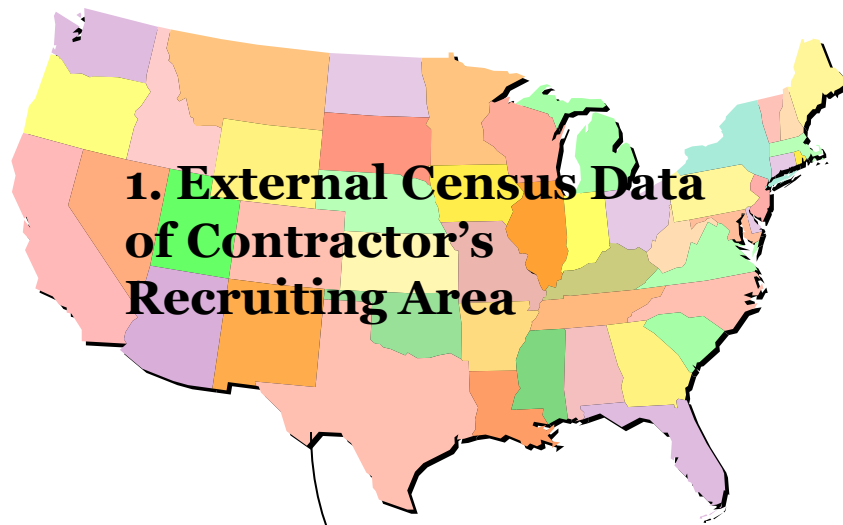 1. External Census Data
of Contractor’s
Recruiting Area